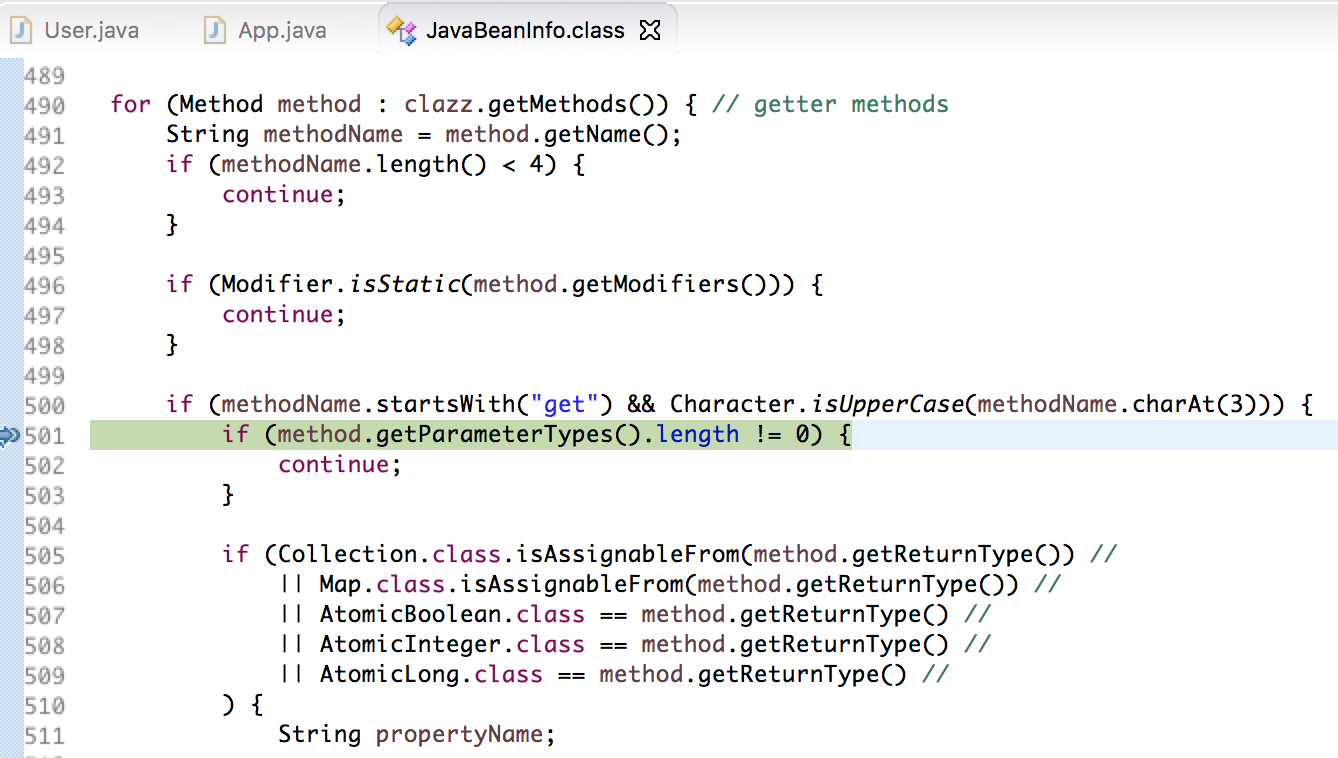 User.java App.java JavaBeanInfo.class
489
490 for (Method method : clazz.getMethods()) { // getter methods
491 String methodName = method.getName();
492 if (methodName.length() < 4) {
493 continue;
494 }
495
496 if (Modifier.isStatic(method.getModifiers())) {
497 continue;
498 }
499
500 if (methodName.startsWith("get") && Character.isUpperCase(methodName.charAt(3))) {
501 if (method.getParameterTypes().length != 0) {
502 continue;
503 }
504
505 if (Collection.class.isAssignableFrom(method.getReturnType()) //
506 || Map.class.isAssignableFrom(method.getReturnType()) //
507 || AtomicBoolean.class == method.getReturnType() //
508 || AtomicInteger.class == method.getReturnType() //
509 || AtomicLong.class == method.getReturnType() //
510 ) {
511 String propertyName;